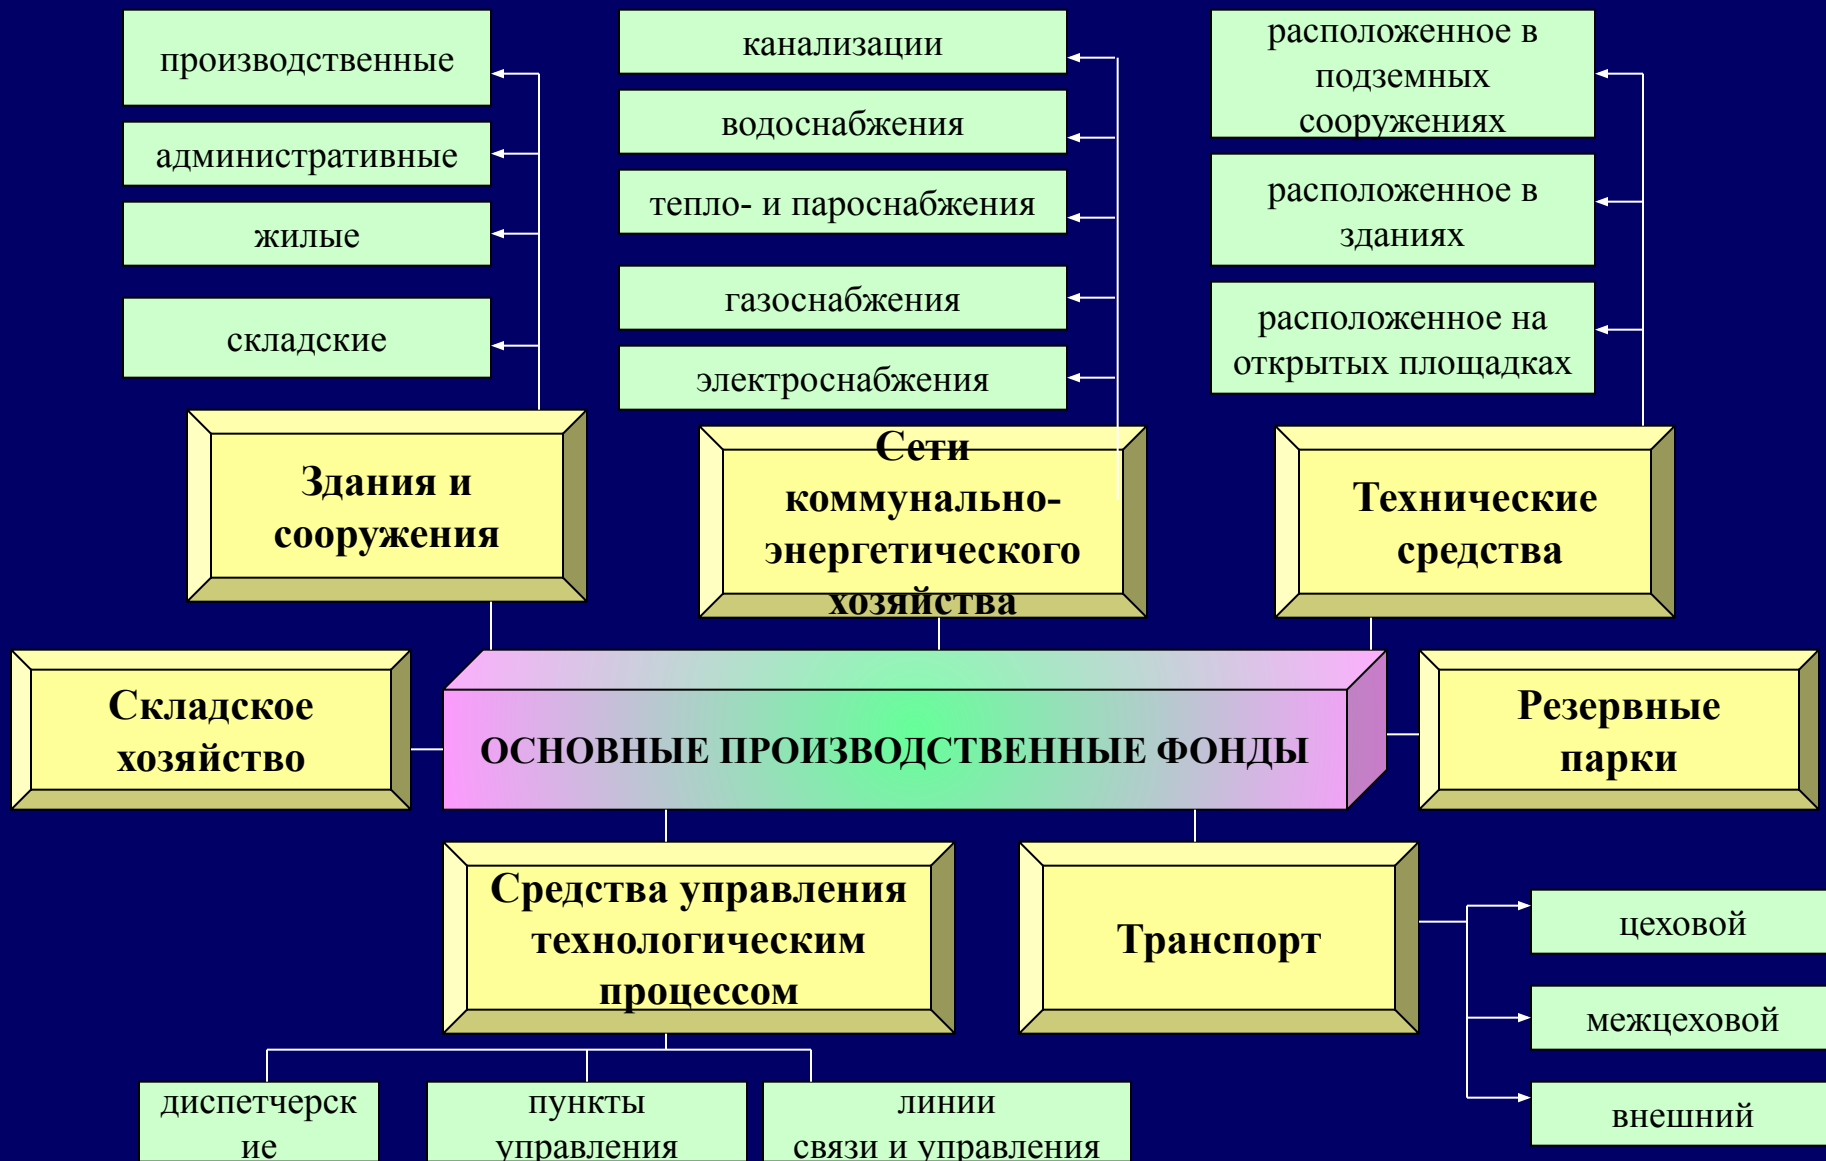 производственные
административные
жилые
складские
канализации
водоснабжения
тепло- и пароснабжения
газоснабжения
электроснабжения
расположенное в
подземных
сооружениях
расположенное в
зданиях
расположенное на
открытых площадках
Здания и
сооружения
Сети
коммунально-
энергетического
хозяйства
Технические
средства
Складское
хозяйство
ОСНОВНЫЕ ПРОИЗВОДСТВЕННЫЕ ФОНДЫ
Резервные
парки
Средства управления
технологическим
процессом
Транспорт
цеховой
межцеховой
внешний
диспетчерск
ие
пункты
управления
линии
связи и управления